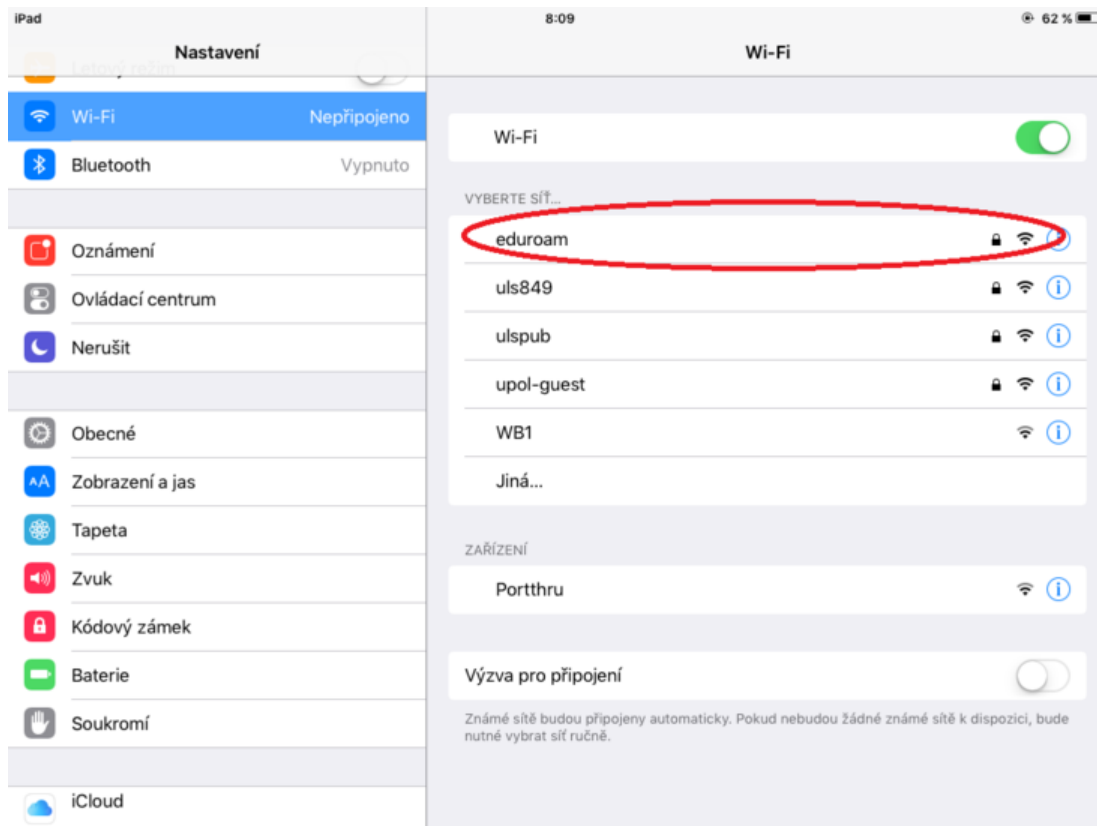 iPad 8:09 62 %
Nastavení
Letový režim
Wi-Fi Nepřipojeno
Bluetooth Vypnuto
Oznámení
Ovládací centrum
Nerušit
Obecné
AA Zobrazení a jas
Tapeta
Zvuk
Kódový zámek
Baterie
Soukromí
iCloud
Wi-Fi
Wi-Fi
VYBERTE SÍŤ...
eduroam
uls849
ulspub
upol-guest
WB1
Jiná...
ZAŘÍZENÍ
Portthru
Výzva pro připojení
Známé sítě budou připojeny automaticky. Pokud nebudou žádné známé sítě k dispozici, bude
nutné vybrat síť ručně.